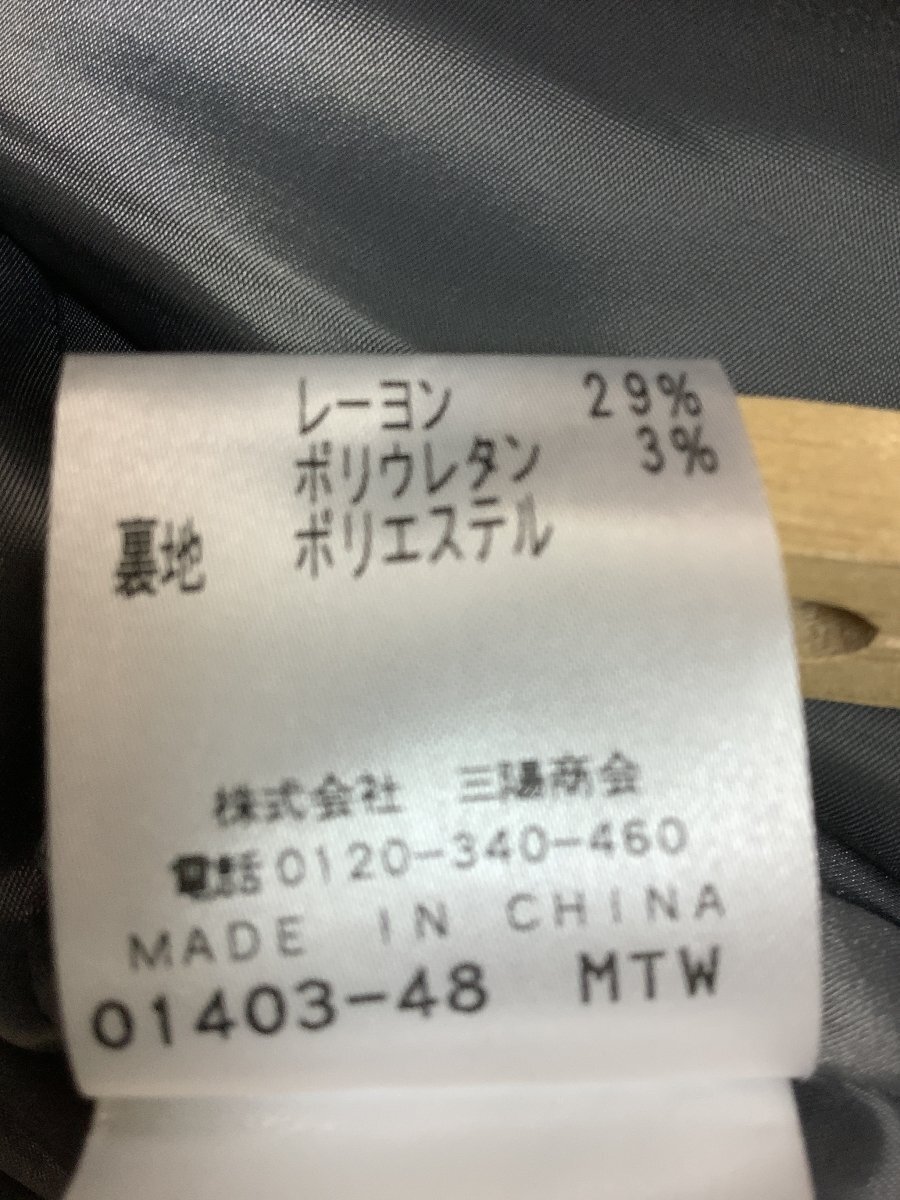 レーヨン 29%
ポリウレタン 3%
裏地 ポリエステル
株式会社 三陽商会
電話0120-340-460
MADE IN CHINA
01403-48 MTW